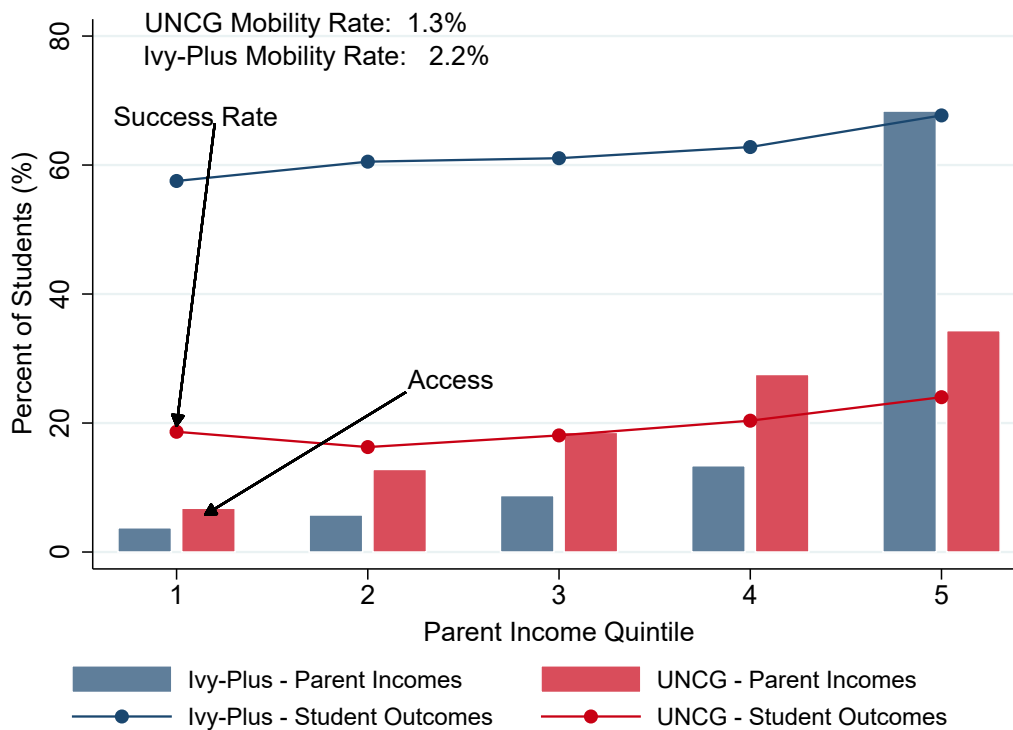 UNCG Mobility Rate: 1.3%
Ivy-Plus Mobility Rate: 2.2%
Success Rate
Access
Percent of Students (%)
80
60
40
20
0
1 2 3 4 5
Parent Income Quintile
Ivy-Plus - Parent Incomes
UNCG - Parent Incomes
Ivy-Plus - Student Outcomes
UNCG - Student Outcomes